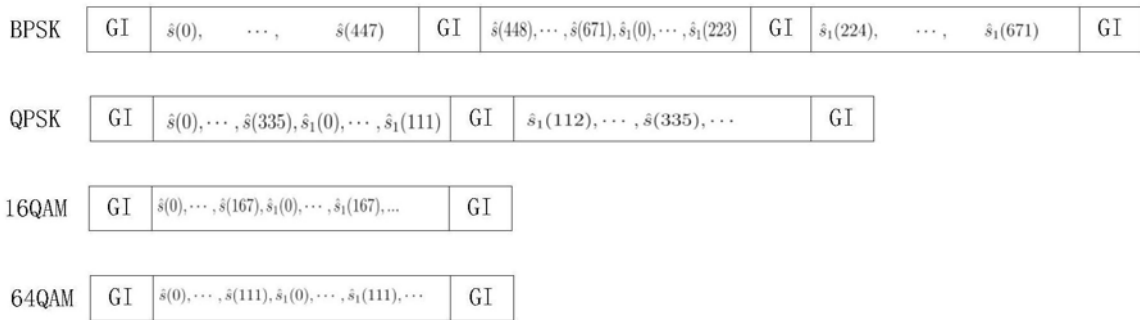 BPSK GI ŝ(0), ⋯ , ŝ(447) GI ŝ(448),⋯ ,ŝ(671),ŝ₁(0),⋯ ,ŝ₁(223) GI ŝ₁(224), ⋯ , ŝ₁(671) GI
QPSK GI ŝ(0),⋯ ,ŝ(335),ŝ₁(0),⋯ ,ŝ₁(111) GI ŝ₁(112),⋯ ,ŝ(335),⋯ GI
16QAM GI ŝ(0),⋯ ,ŝ(167),ŝ₁(0),⋯ ,ŝ₁(167),... GI
64QAM GI ŝ(0),⋯ ,ŝ(111),ŝ₁(0),⋯ ,ŝ₁(111),⋯ GI